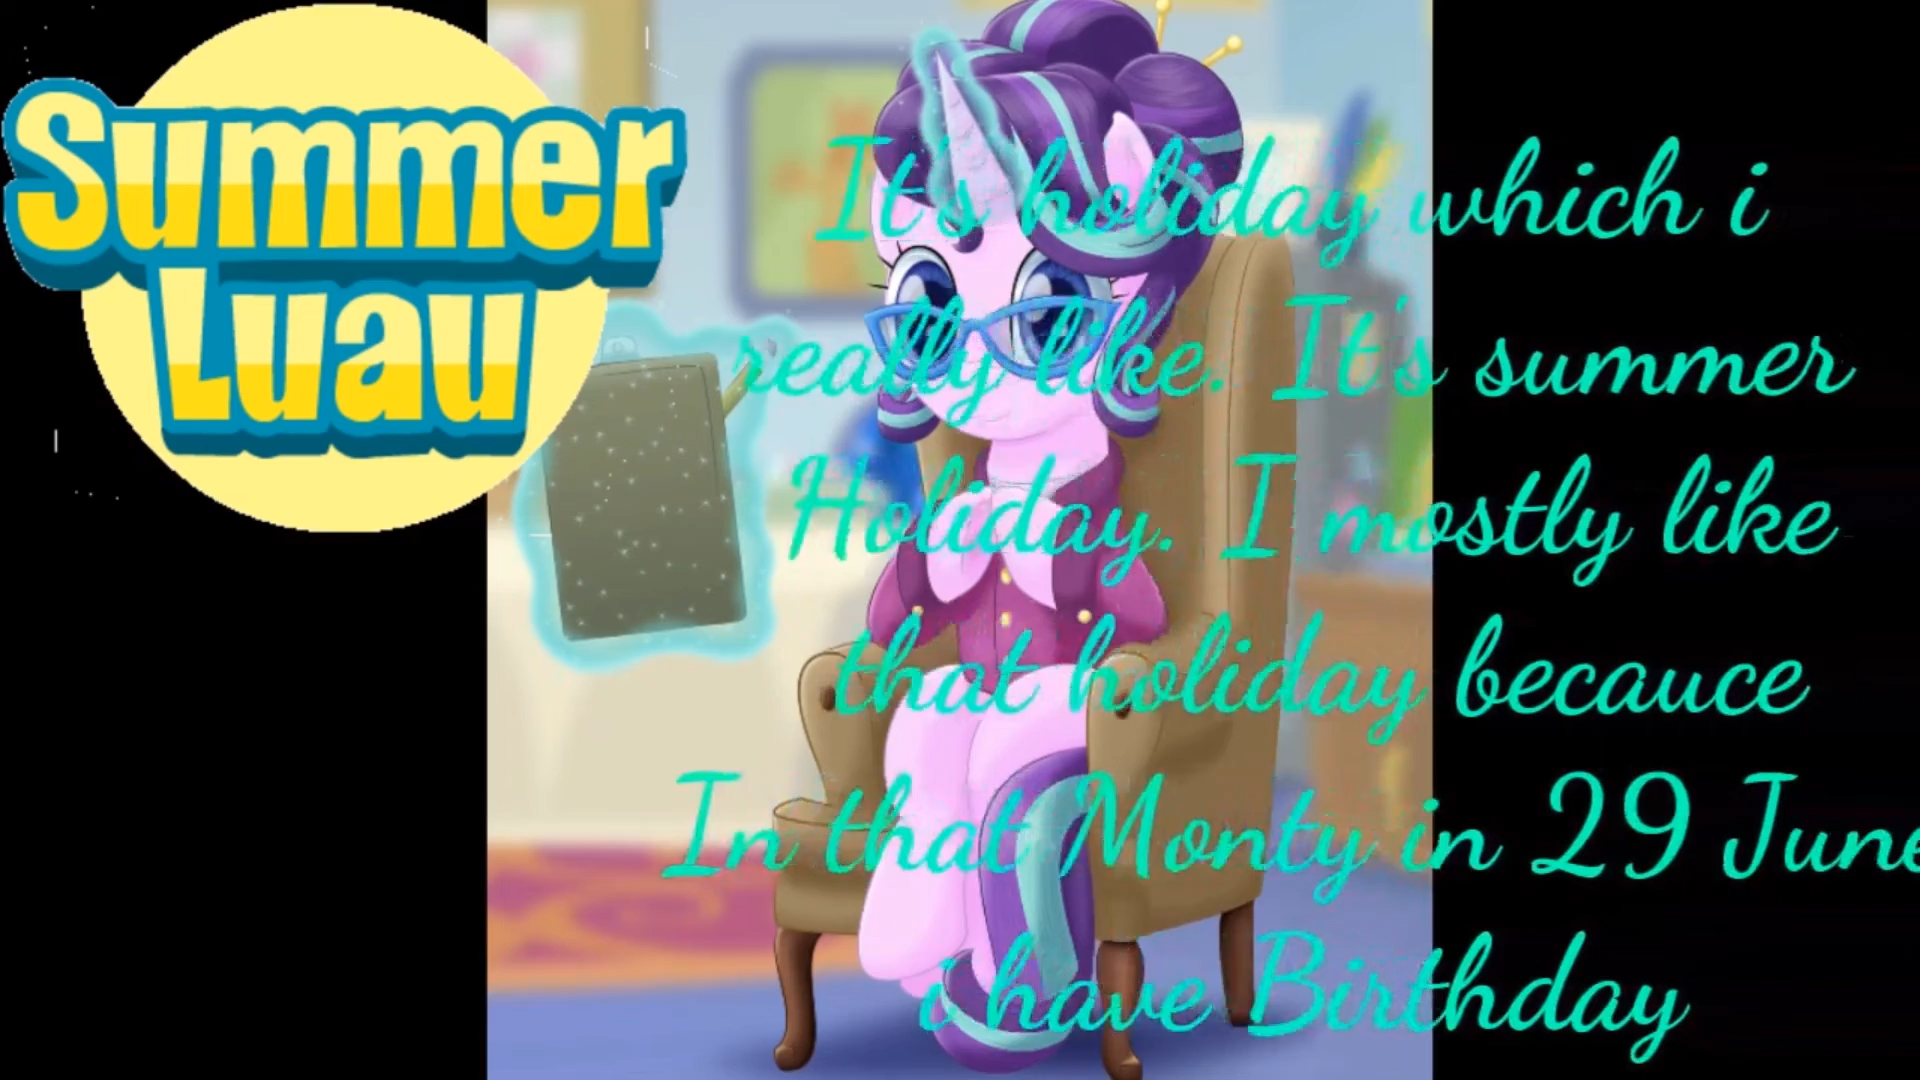 Summer
Luau
It's holiday which i
really like. It's summer
Holiday. I mostly like
that holiday becauce
In that Monty in 29 June
i have Birthday